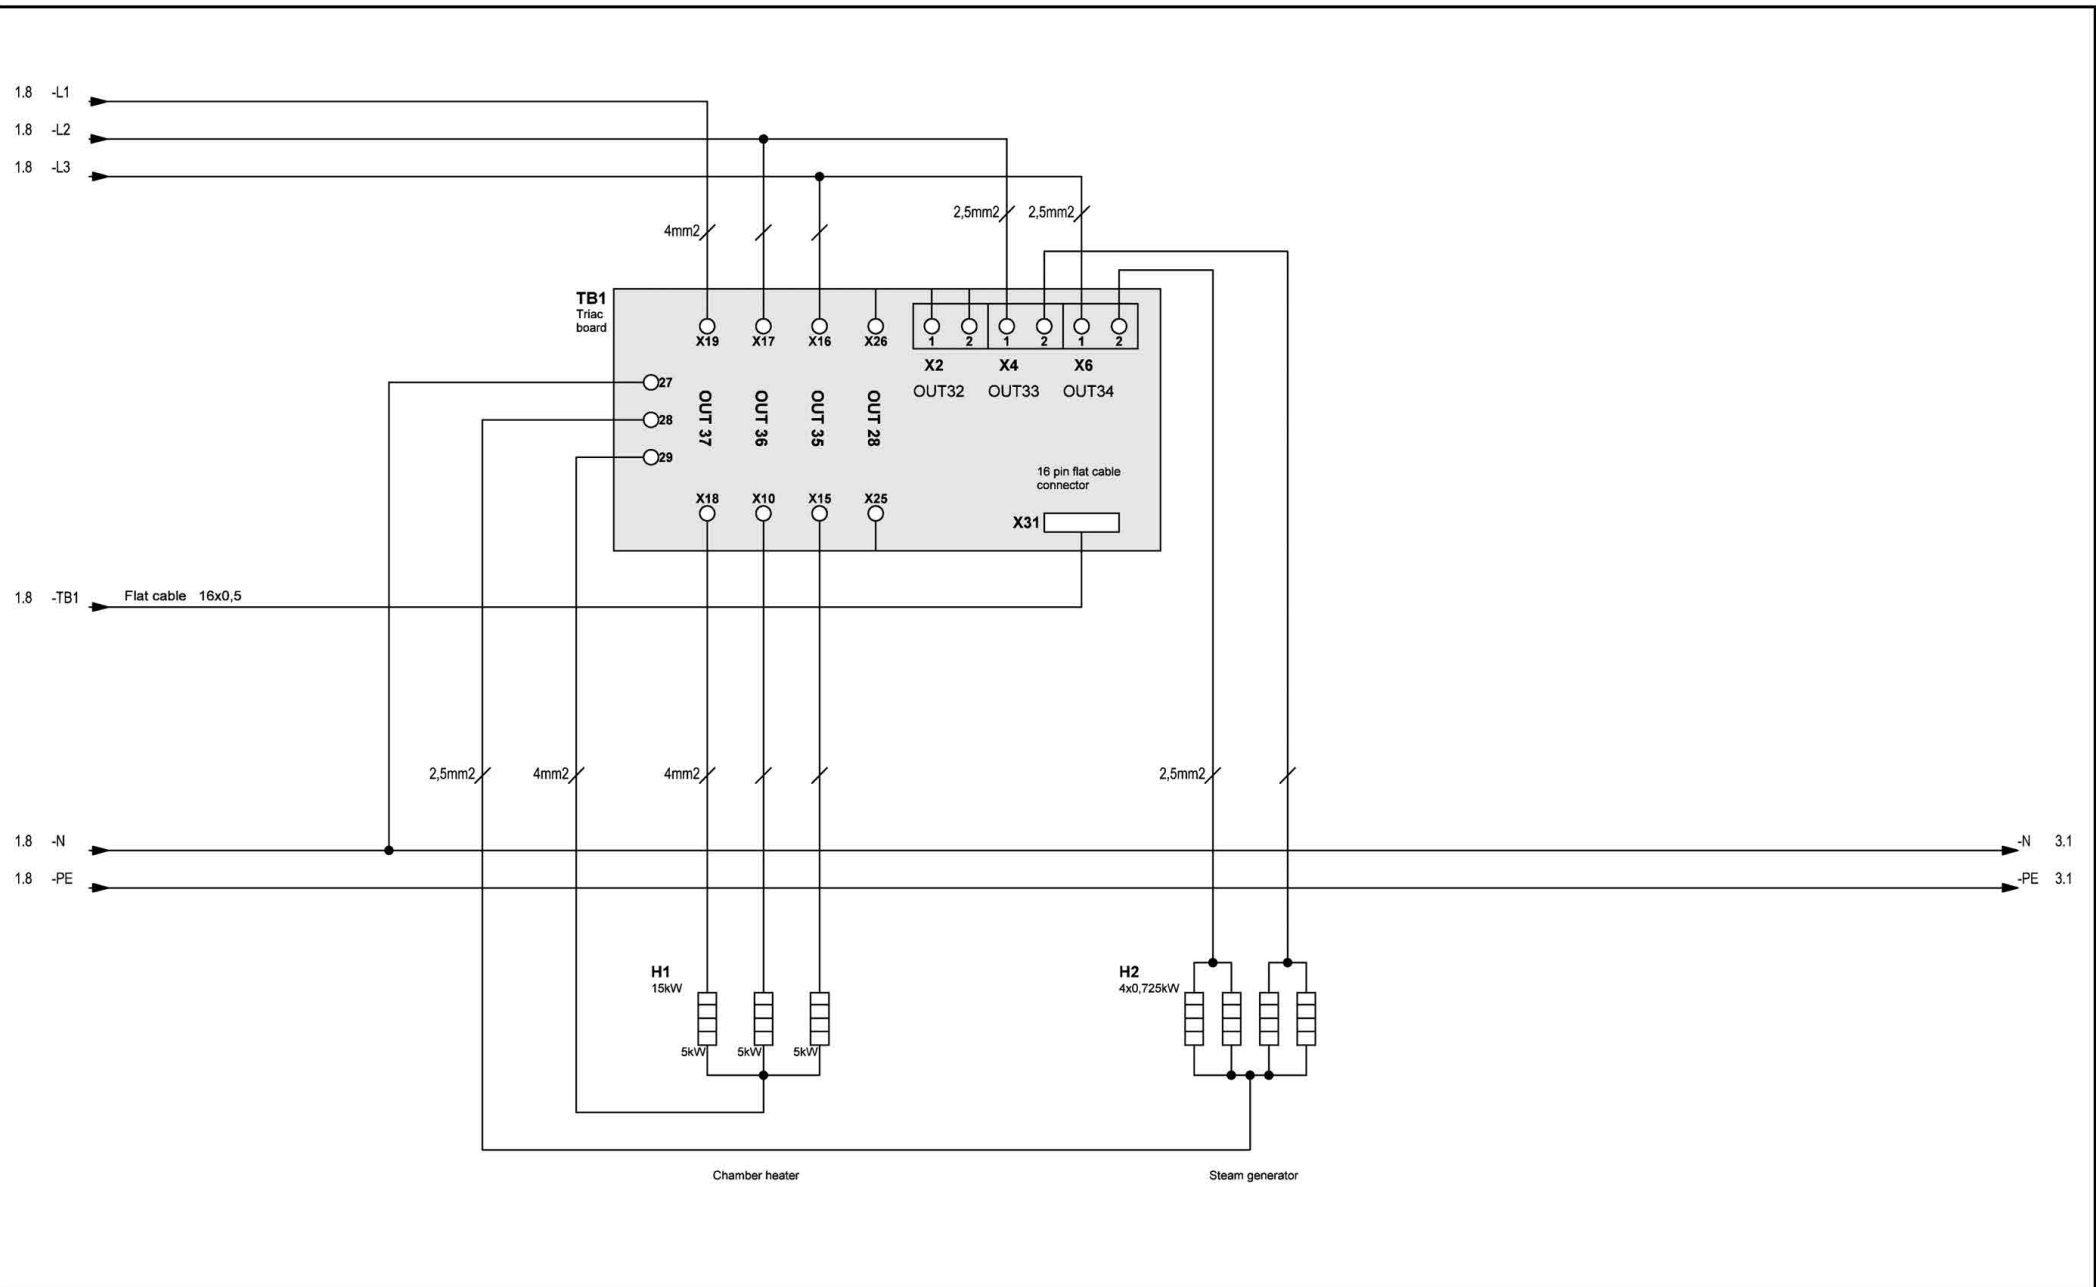 1.8 -L1
1.8 -L2
1.8 -L3
2,5mm2 2,5mm2
4mm2
TB1
Triac
board
X19 X17 X16 X26 1 2 1 2 1 2
X2 X4 X6
OUT32 OUT33 OUT34
27
28
29
OUT 37
OUT 36
OUT 35
OUT 28
16 pin flat cable
connector
X18 X10 X15 X25
X31
1.8 -TB1 Flat cable 16x0,5
2,5mm2 4mm2 4mm2 2,5mm2
1.8 -N -N 3.1
1.8 -PE -PE 3.1
H1
15kW
H2
4x0,725kW
5kW 5kW 5kW
Chamber heater Steam generator